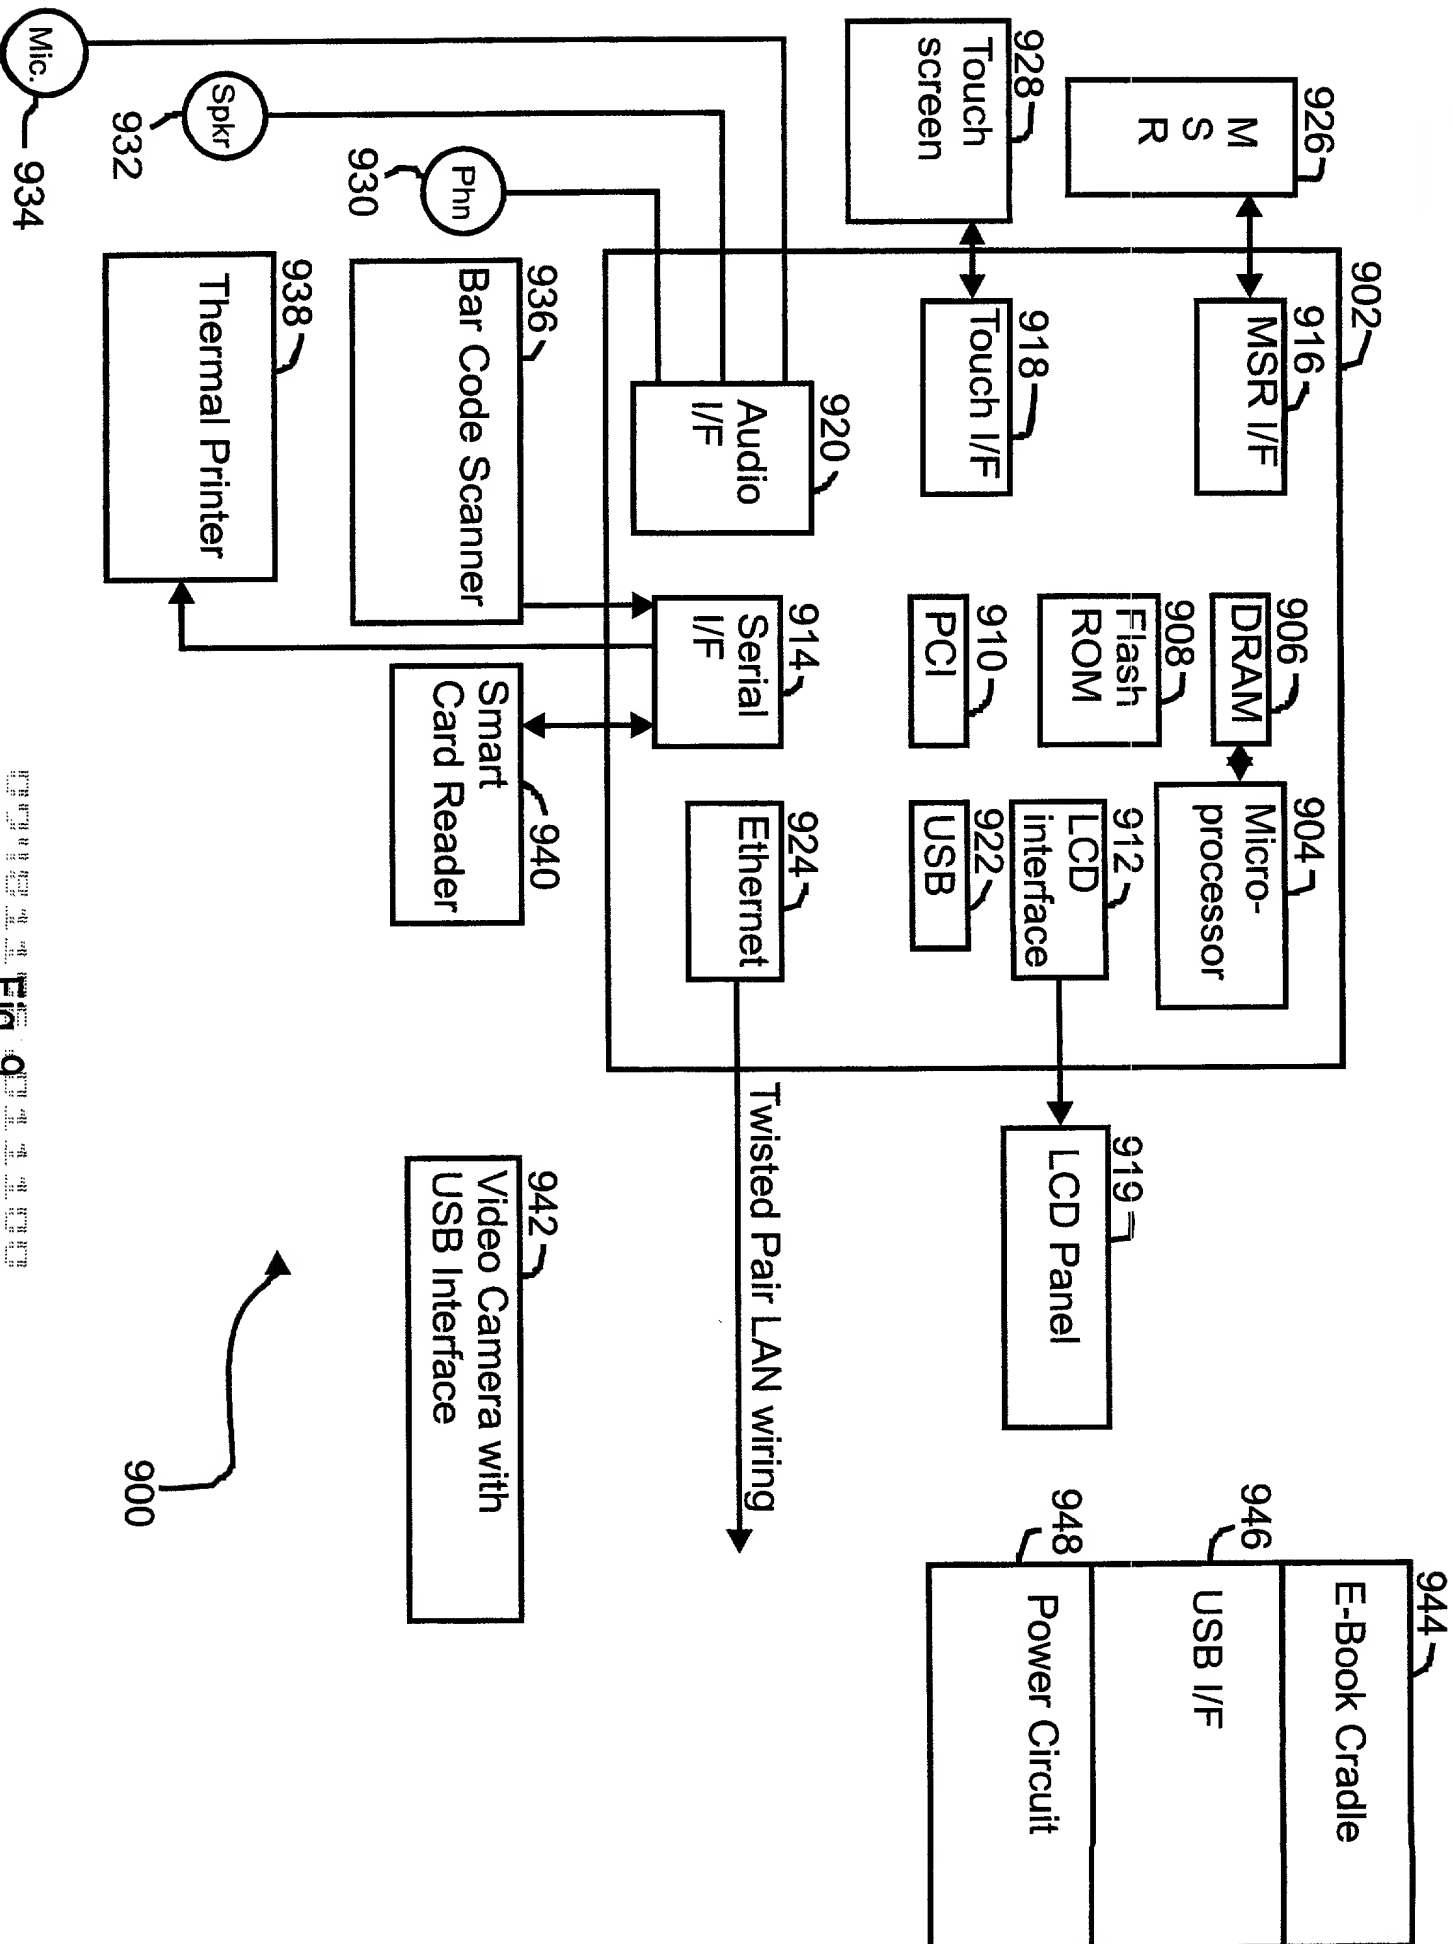 902
944
926
M
S
R
916
MSR I/F
906
DRAM
904
Micro-
processor
E-Book Cradle
946
USB I/F
928
Touch
screen
918
Touch I/F
908
Flash
ROM
912
LCD
interface
919
LCD Panel
948
Power Circuit
910
PCI
922
USB
920
Audio
I/F
914
Serial
I/F
924
Ethernet
Twisted Pair LAN wiring
Phn
930
936
Bar Code Scanner
Smart
Card Reader
940
942
Video Camera with
USB Interface
Spkr
932
938
Thermal Printer
Mic.
934
900
Fig. 9